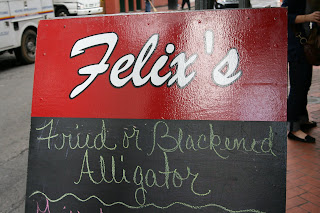 Felix's
Fried or Blackened
Alligator